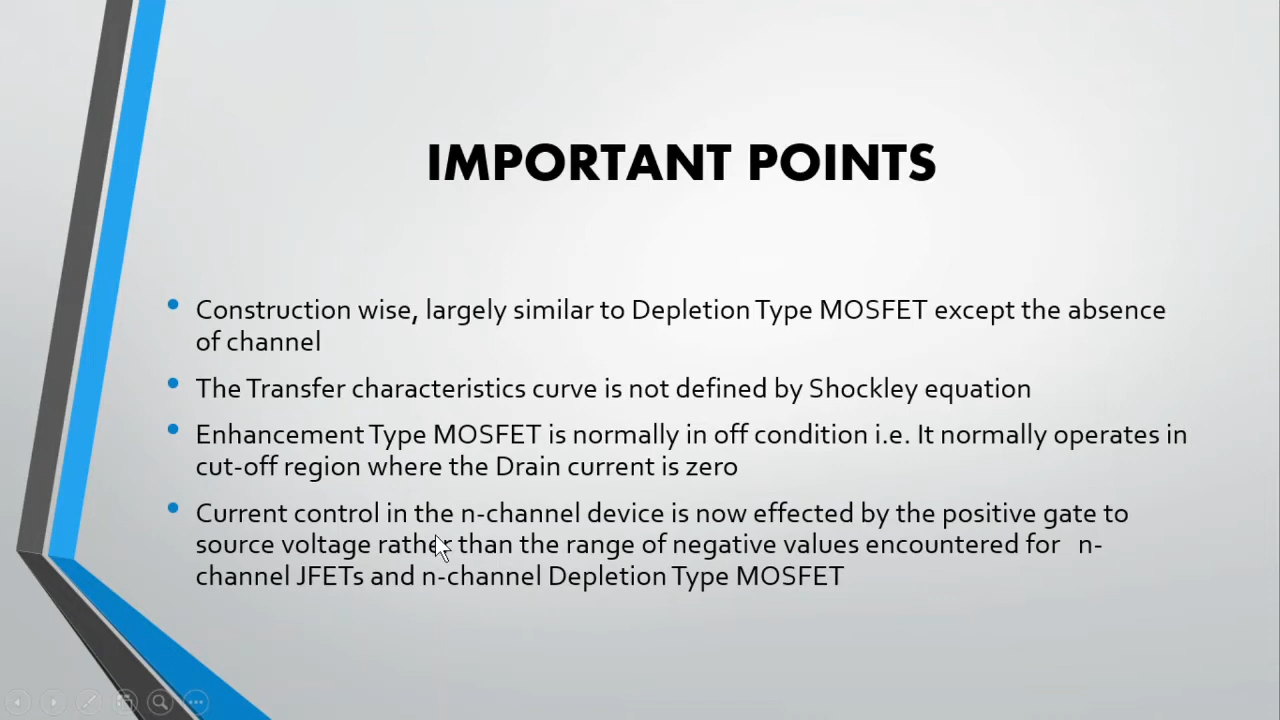 IMPORTANT POINTS
Construction wise, largely similar to Depletion Type MOSFET except the absence
of channel
The Transfer characteristics curve is not defined by Shockley equation
Enhancement Type MOSFET is normally in off condition i.e. It normally operates in
cut-off region where the Drain current is zero
Current control in the n-channel device is now effected by the positive gate to
source voltage rather than the range of negative values encountered for n-
channel JFETs and n-channel Depletion Type MOSFET